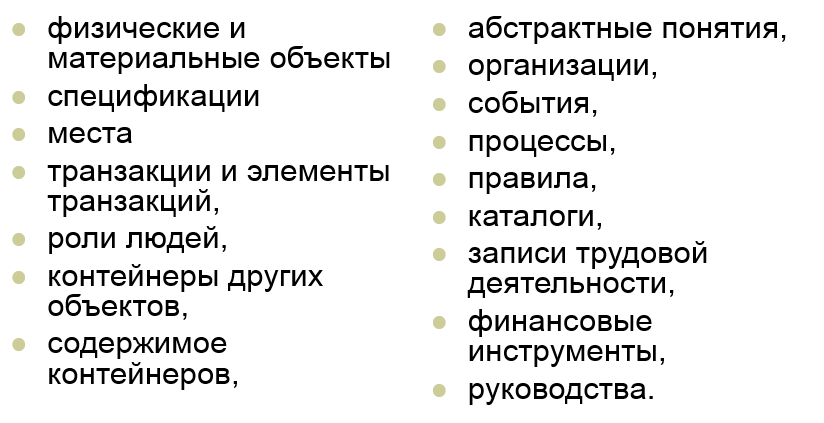 физические и
материальные объекты
спецификации
места
транзакции и элементы
транзакций,
роли людей,
контейнеры других
объектов,
содержимое
контейнеров,
абстрактные понятия,
организации,
события,
процессы,
правила,
каталоги,
записи трудовой
деятельности,
финансовые
инструменты,
руководства.